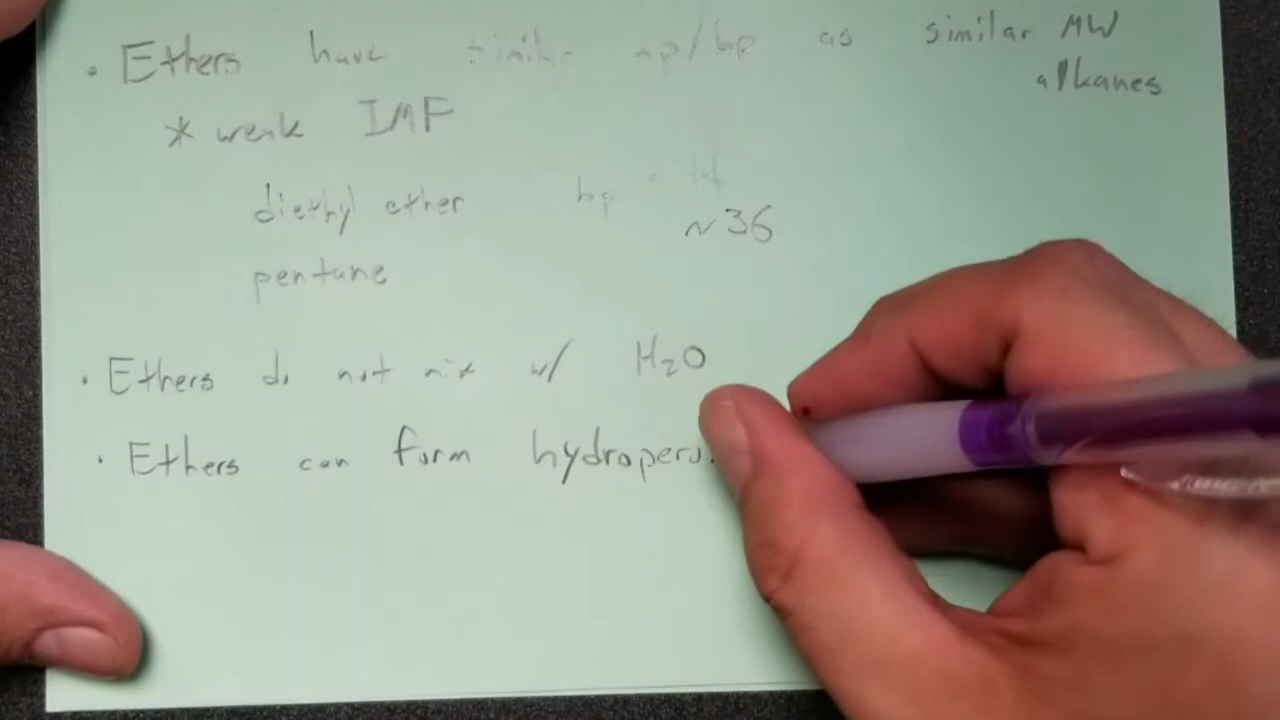 • Ethers have similar mp/bp as similar MW
alkanes
* weak IMF
diethyl ether bp
~36
pentane
• Ethers do not mix w/ H₂O
• Ethers can form hydropero